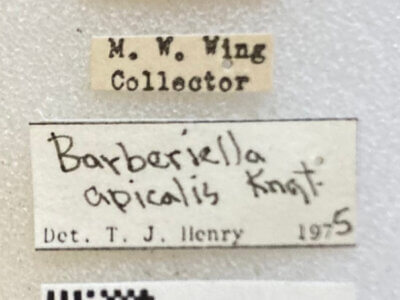 M. W. Wing
Collector
Barberiella
apicalis Kngt.
Det. T. J. Henry 1975